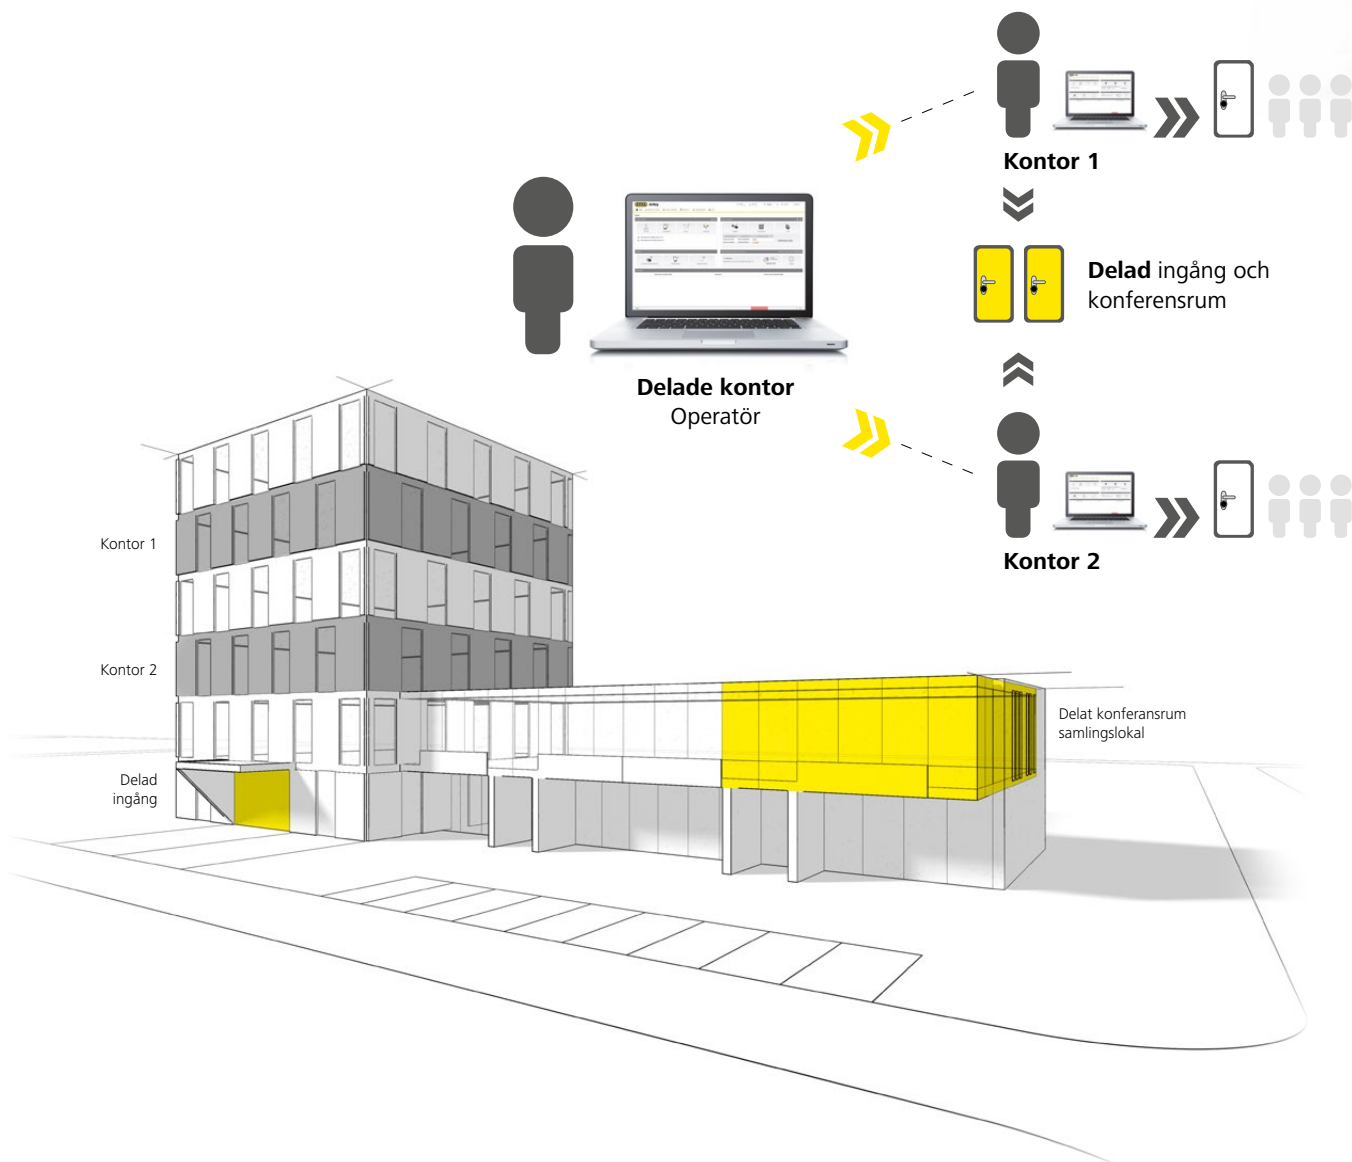 Kontor 1
Delad ingång och
konferensrum
Delade kontor
Operatör
Kontor 2
Kontor 1
Kontor 2
Delad
ingång
Delat konferansrum
samlingslokal